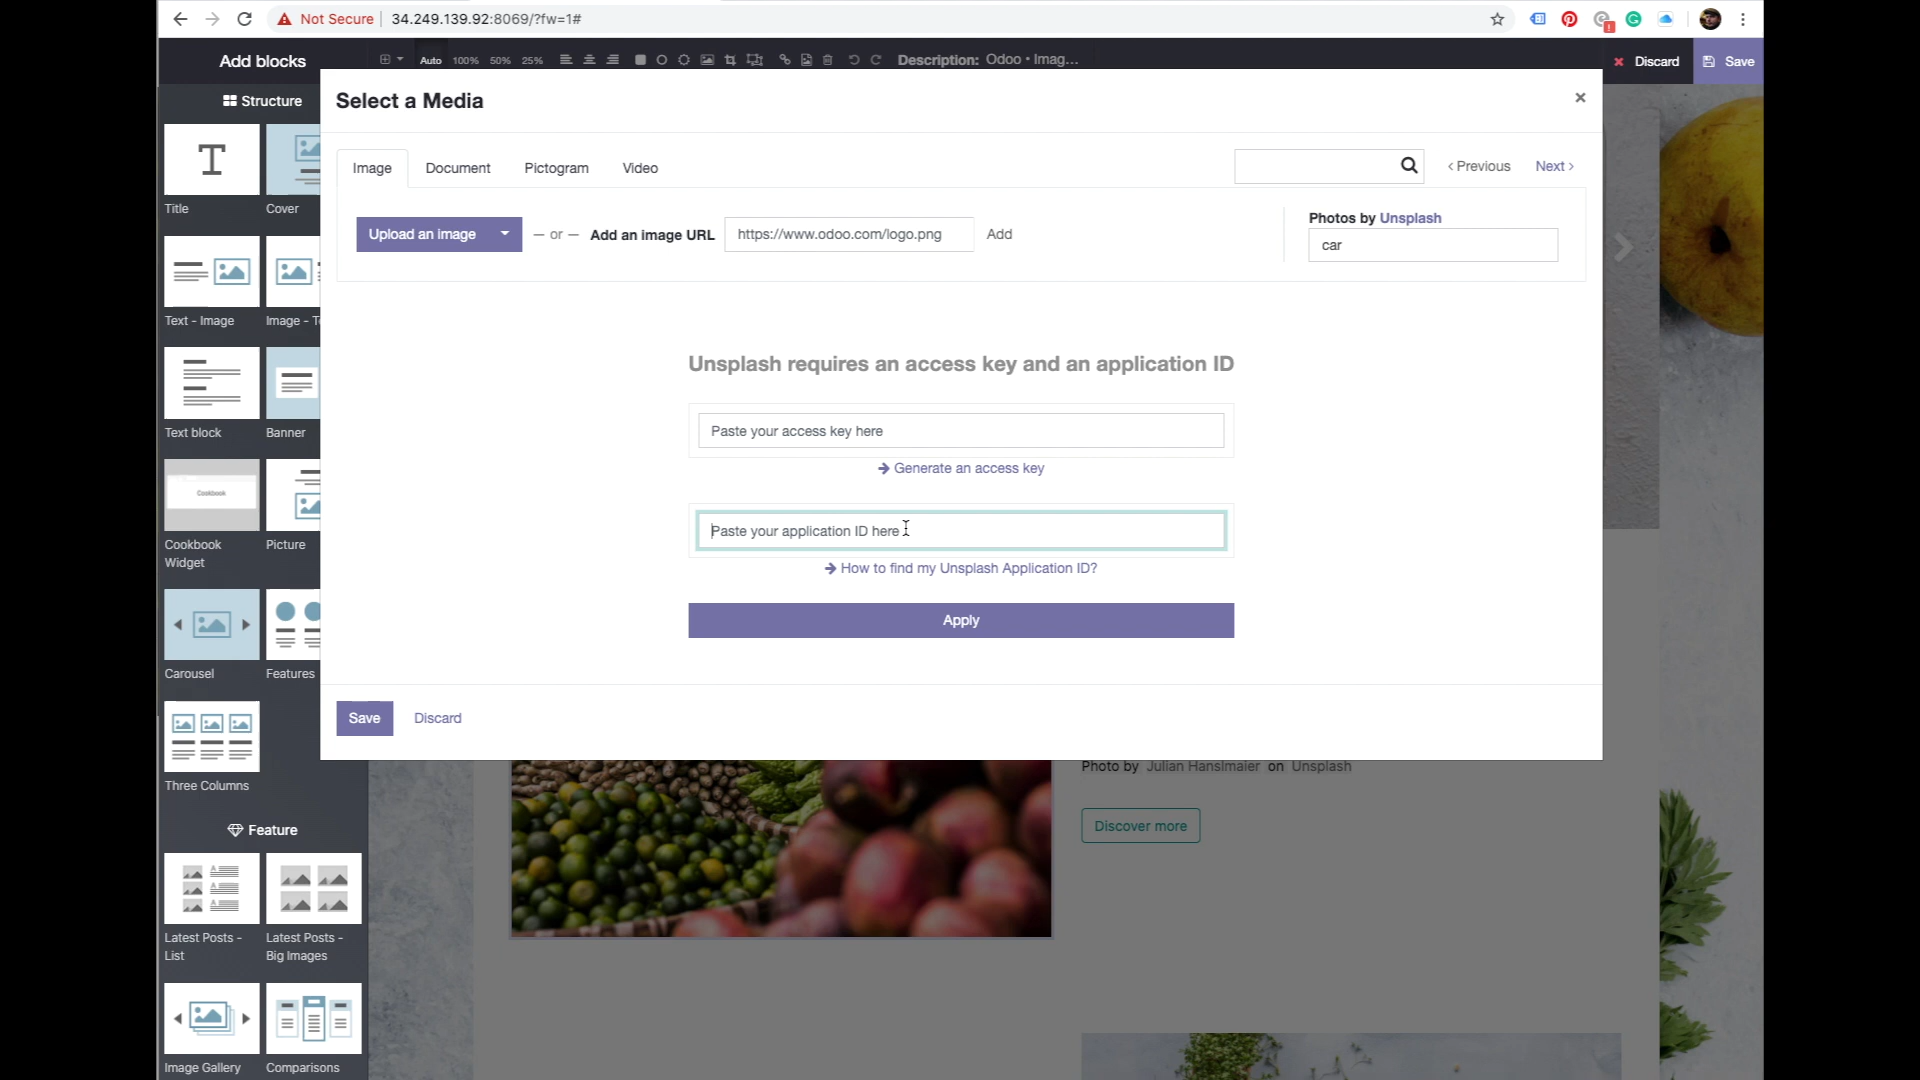 Not Secure
34.249.139.92:8069/?fw=1#
Add blocks
Auto 100% 50% 25%
Description: Odoo • Imag...
Discard
Save
Structure
Select a Media
×
Image
Document
Pictogram
Video
Previous
Next
Title
Cover
Upload an image
— or —
Add an image URL
https://www.odoo.com/logo.png
Add
Photos by Unsplash
car
Text - Image
Image - T
Unsplash requires an access key and an application ID
Paste your access key here
Generate an access key
Paste your application ID here
How to find my Unsplash Application ID?
Apply
Text block
Banner
Cookbook
Cookbook
Widget
Picture
Carousel
Features
Save
Discard
Three Columns
Photo by Julian Hanslmaier on Unsplash
Discover more
Feature
Latest Posts -
List
Latest Posts -
Big Images
Image Gallery
Comparisons